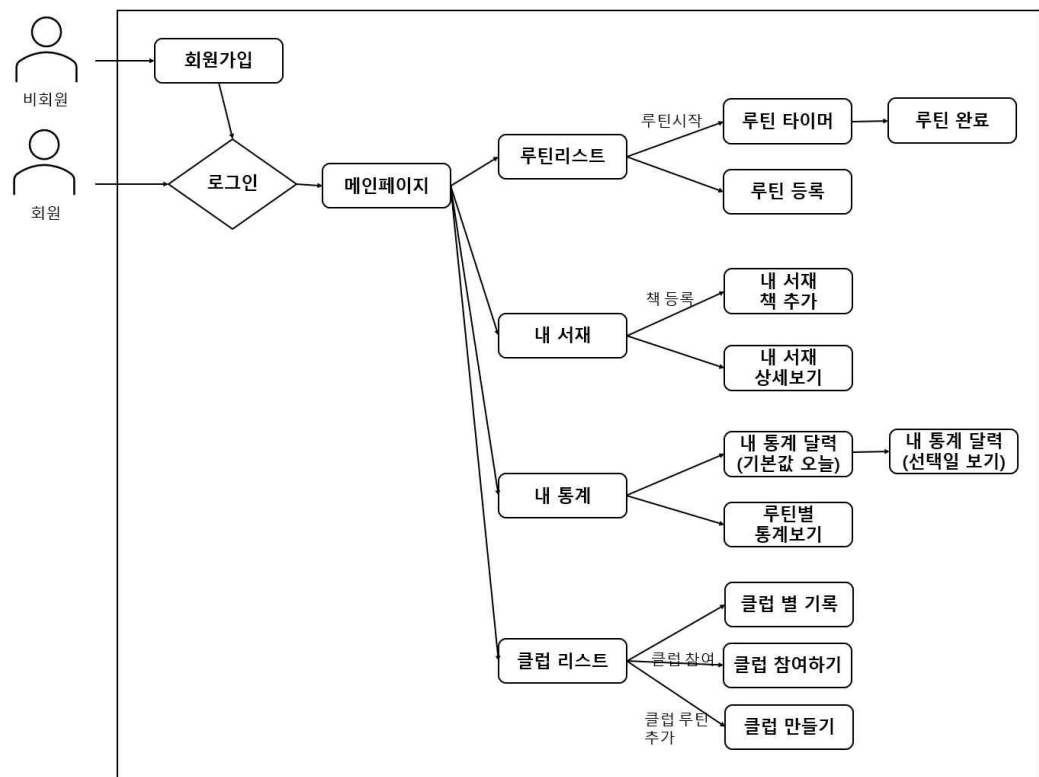 비회원
회원가입
회원
로그인
메인페이지
루틴리스트
루틴시작
루틴 타이머
루틴 완료
루틴 등록
내 서재
책 등록
내 서재
책 추가
내 서재
상세보기
내 통계
내 통계 달력
(기본값 오늘)
내 통계 달력
(선택일 보기)
루틴별
통계보기
클럽 리스트
클럽 별 기록
클럽 참여
클럽 참여하기
클럽 루틴
추가
클럽 만들기